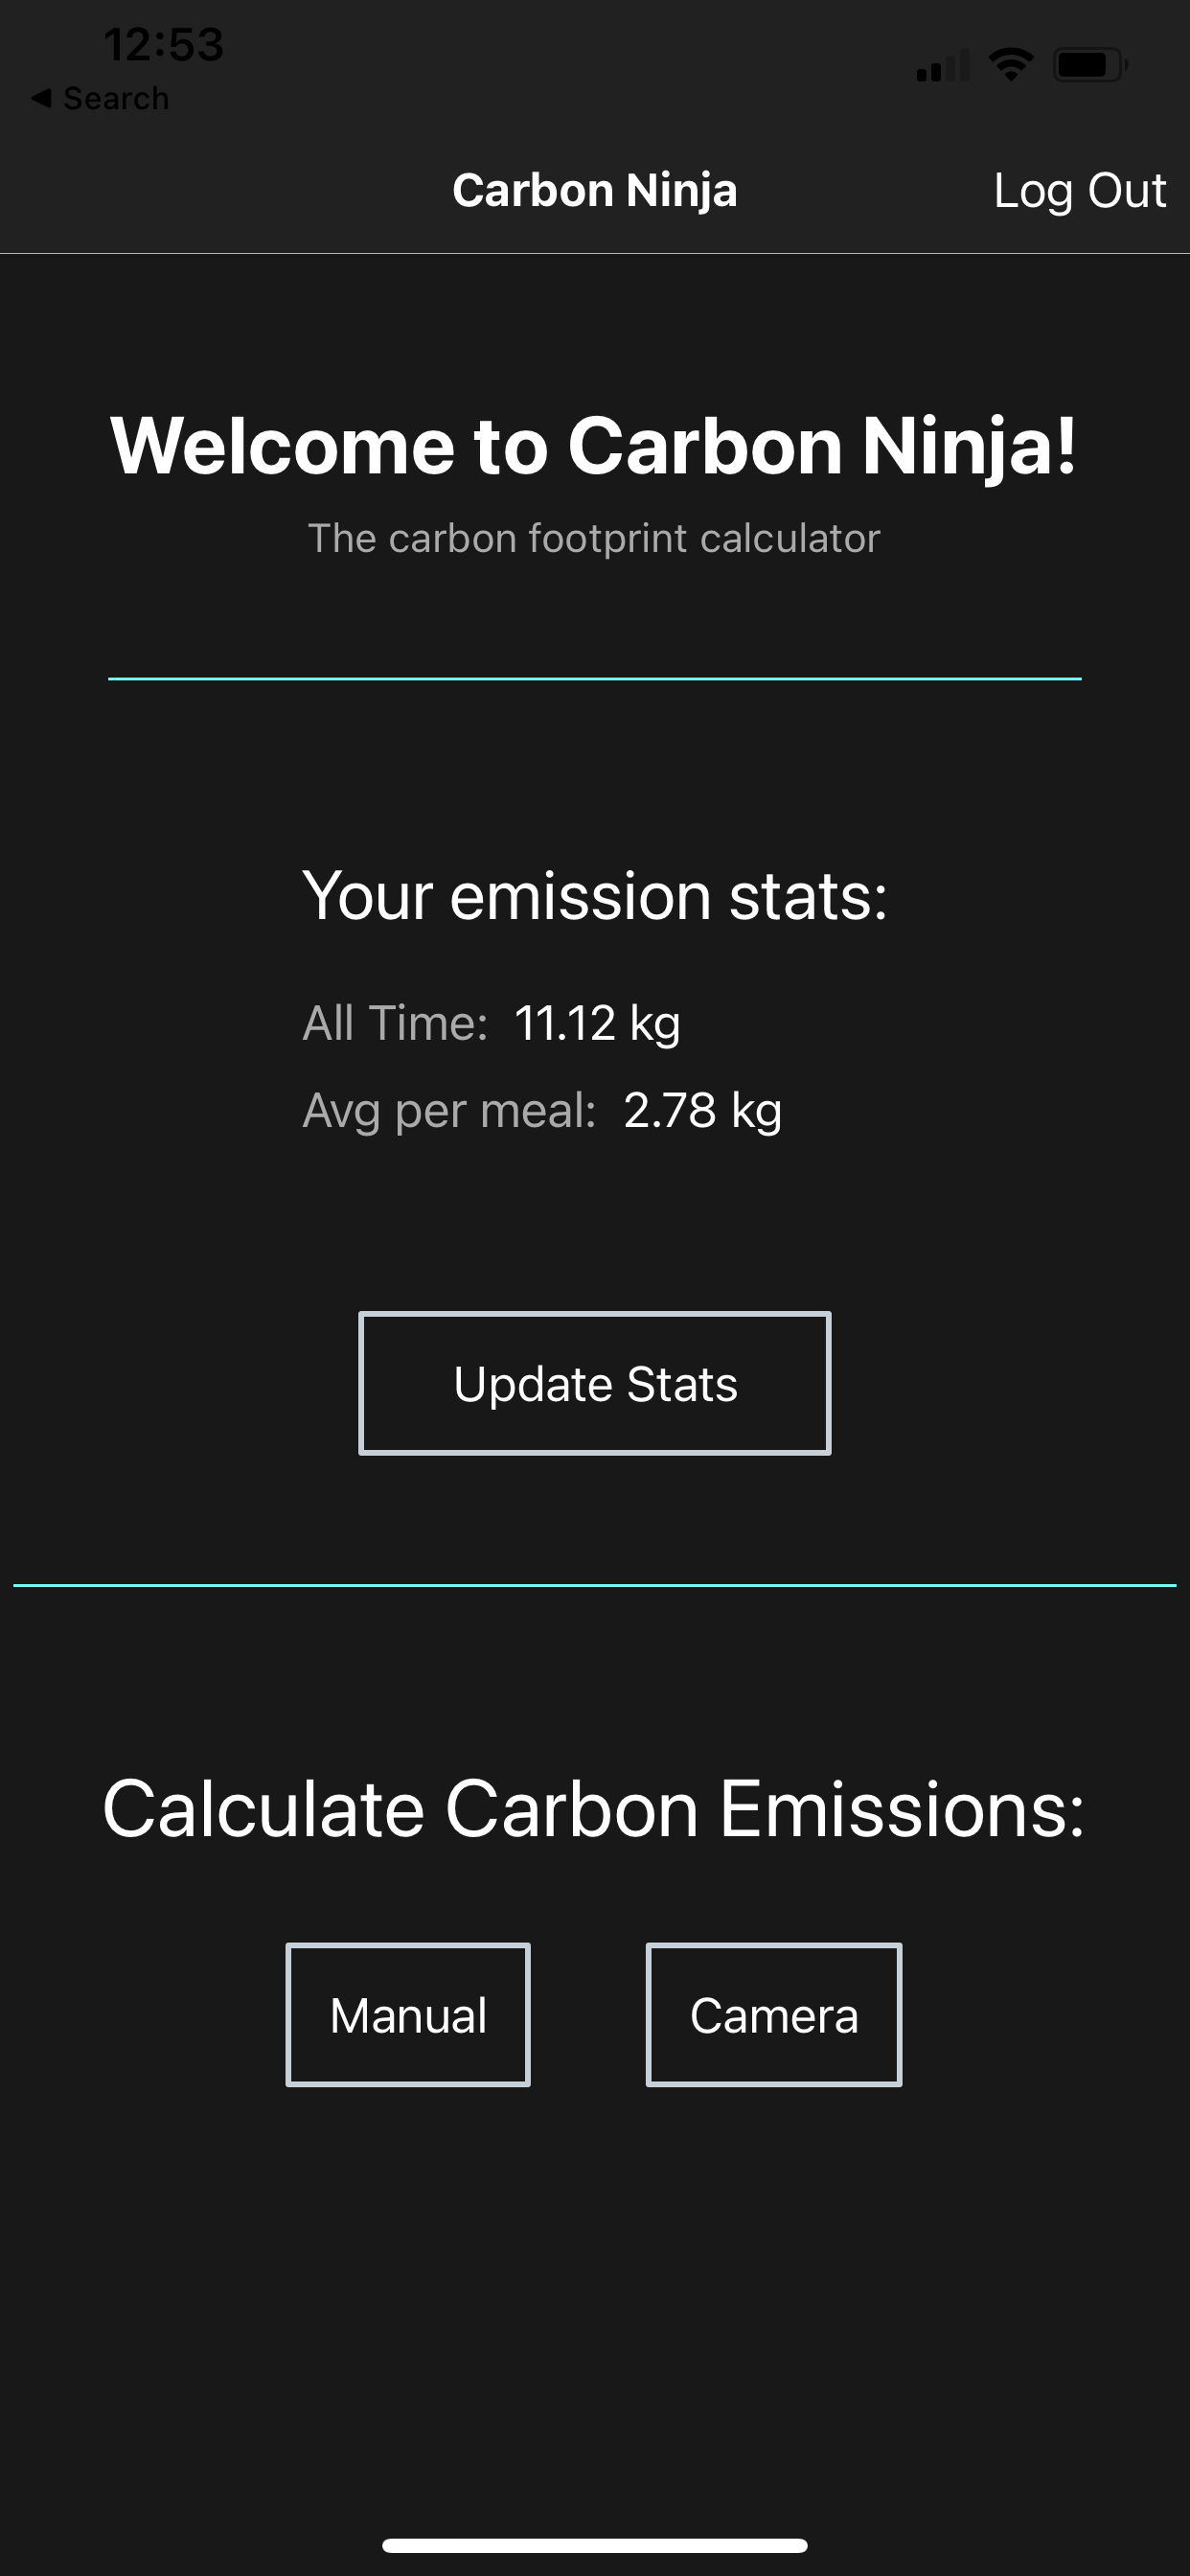 12:53
◀ Search
Carbon Ninja
Log Out
Welcome to Carbon Ninja!
The carbon footprint calculator
Your emission stats:
All Time: 11.12 kg
Avg per meal: 2.78 kg
Update Stats
Calculate Carbon Emissions:
Manual
Camera